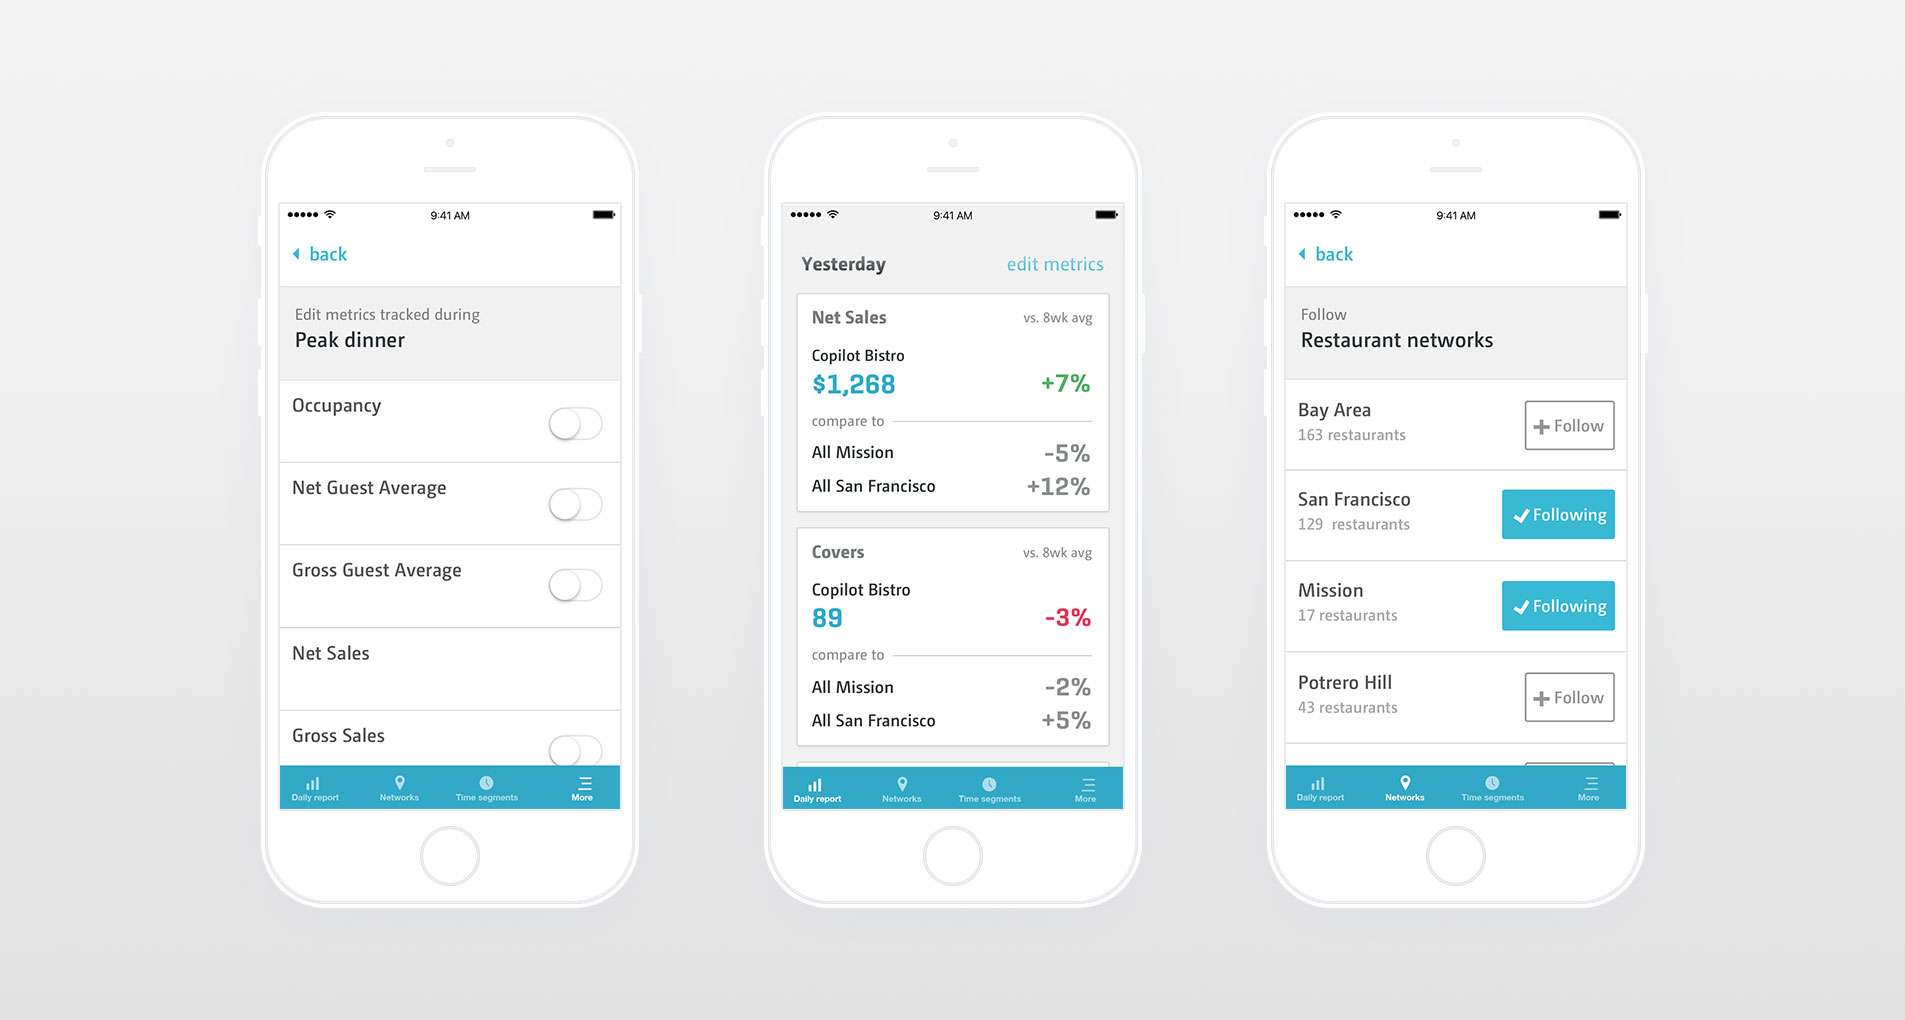 9:41 AM
back
Edit metrics tracked during
Peak dinner
Occupancy
Net Guest Average
Gross Guest Average
Net Sales
Gross Sales
Daily report Networks Time segments More
9:41 AM
Yesterday edit metrics
Net Sales vs. 8wk avg
Copilot Bistro
$1,268 +7%
compare to
All Mission -5%
All San Francisco +12%
Covers vs. 8wk avg
Copilot Bistro
89 -3%
compare to
All Mission -2%
All San Francisco +5%
Daily report Networks Time segments More
9:41 AM
back
Follow
Restaurant networks
Bay Area
163 restaurants
Follow
San Francisco
129 restaurants
Following
Mission
17 restaurants
Following
Potrero Hill
43 restaurants
Follow
Daily report Networks Time segments More